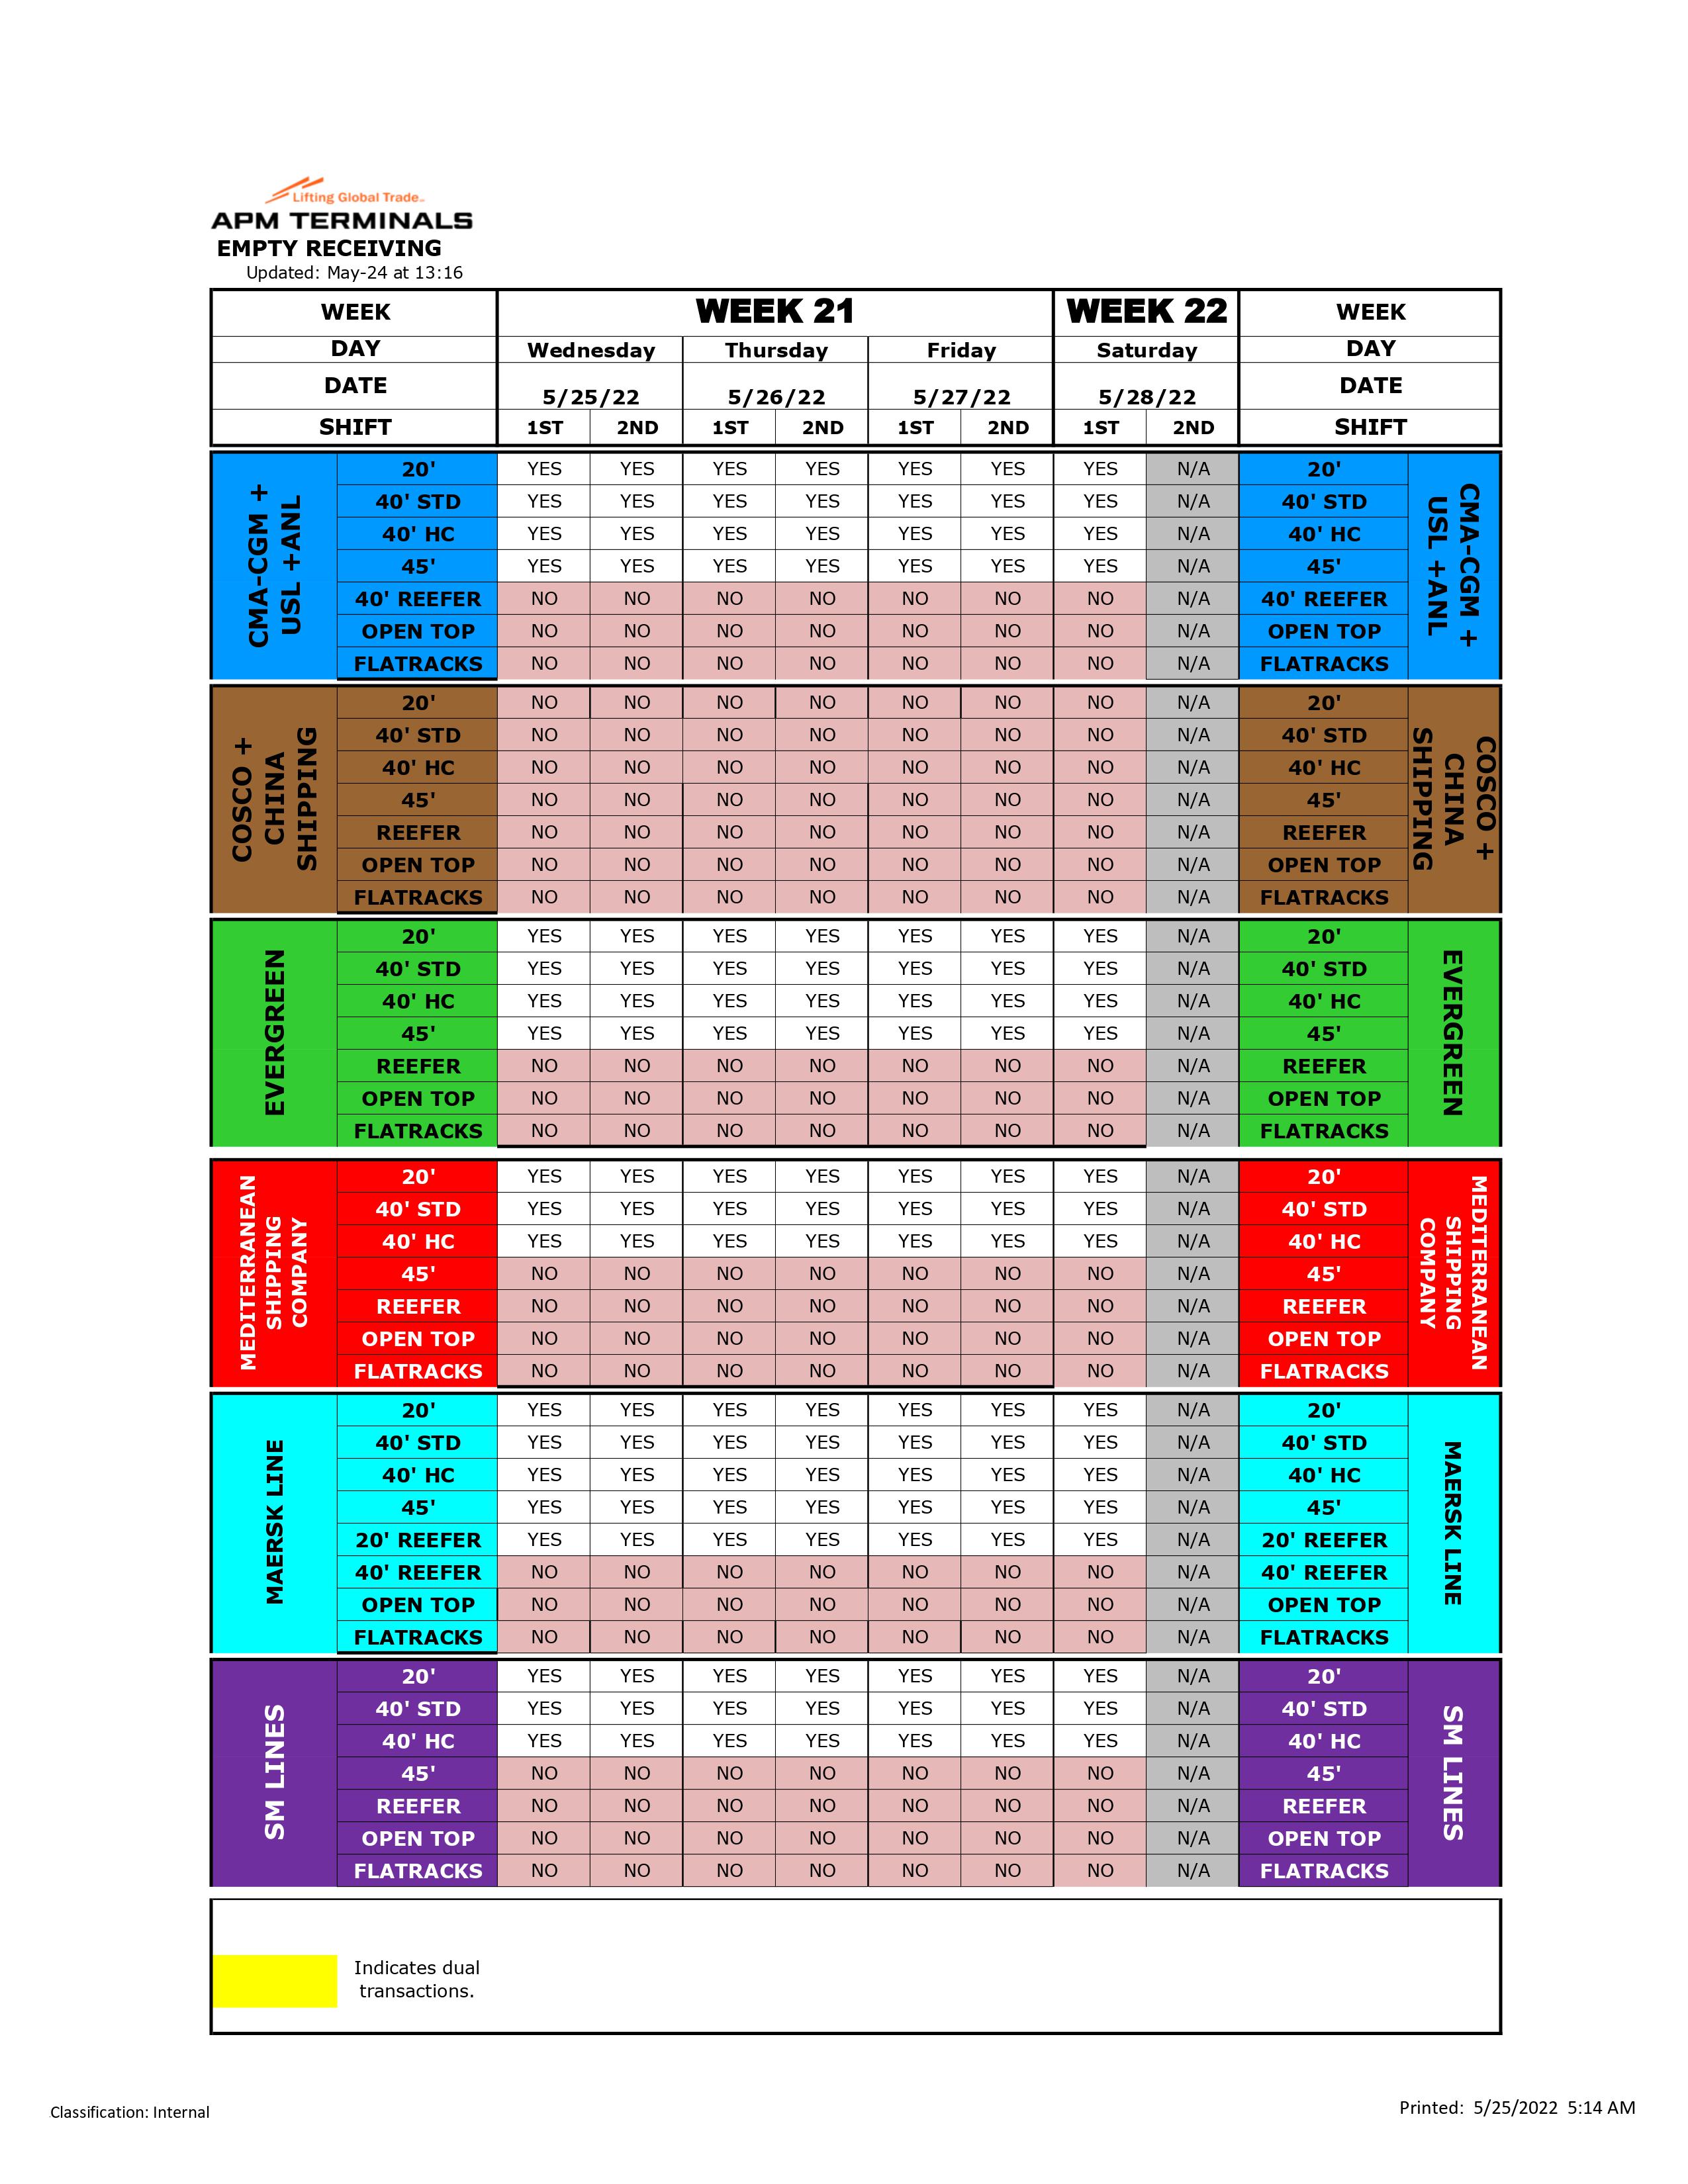 Lifting Global Trade.
APM TERMINALS
EMPTY RECEIVING
Updated: May-24 at 13:16
WEEK WEEK 21 WEEK 22 WEEK
DAY Wednesday Thursday Friday Saturday DAY
DATE 5/25/22 5/26/22 5/27/22 5/28/22 DATE
SHIFT 1ST 2ND 1ST 2ND 1ST 2ND 1ST 2ND SHIFT
CMA-CGM +
USL +ANL
20' YES YES YES YES YES YES YES N/A 20'
40' STD YES YES YES YES YES YES YES N/A 40' STD
40' HC YES YES YES YES YES YES YES N/A 40' HC
45' YES YES YES YES YES YES YES N/A 45'
40' REEFER NO NO NO NO NO NO NO N/A 40' REEFER
OPEN TOP NO NO NO NO NO NO NO N/A OPEN TOP
FLATRACKS NO NO NO NO NO NO NO N/A FLATRACKS
CMA-CGM +
USL +ANL
COSCO +
CHINA
SHIPPING
20' NO NO NO NO NO NO NO N/A 20'
40' STD NO NO NO NO NO NO NO N/A 40' STD
40' HC NO NO NO NO NO NO NO N/A 40' HC
45' NO NO NO NO NO NO NO N/A 45'
REEFER NO NO NO NO NO NO NO N/A REEFER
OPEN TOP NO NO NO NO NO NO NO N/A OPEN TOP
FLATRACKS NO NO NO NO NO NO NO N/A FLATRACKS
COSCO +
CHINA
SHIPPING
EVERGREEN
20' YES YES YES YES YES YES YES N/A 20'
40' STD YES YES YES YES YES YES YES N/A 40' STD
40' HC YES YES YES YES YES YES YES N/A 40' HC
45' YES YES YES YES YES YES YES N/A 45'
REEFER NO NO NO NO NO NO NO N/A REEFER
OPEN TOP NO NO NO NO NO NO NO N/A OPEN TOP
FLATRACKS NO NO NO NO NO NO NO N/A FLATRACKS
EVERGREEN
MEDITERRANEAN
SHIPPING
COMPANY
20' YES YES YES YES YES YES YES N/A 20'
40' STD YES YES YES YES YES YES YES N/A 40' STD
40' HC YES YES YES YES YES YES YES N/A 40' HC
45' NO NO NO NO NO NO NO N/A 45'
REEFER NO NO NO NO NO NO NO N/A REEFER
OPEN TOP NO NO NO NO NO NO NO N/A OPEN TOP
FLATRACKS NO NO NO NO NO NO NO N/A FLATRACKS
MEDITERRANEAN
SHIPPING
COMPANY
MAERSK LINE
20' YES YES YES YES YES YES YES N/A 20'
40' STD YES YES YES YES YES YES YES N/A 40' STD
40' HC YES YES YES YES YES YES YES N/A 40' HC
45' YES YES YES YES YES YES YES N/A 45'
20' REEFER YES YES YES YES YES YES YES N/A 20' REEFER
40' REEFER NO NO NO NO NO NO NO N/A 40' REEFER
OPEN TOP NO NO NO NO NO NO NO N/A OPEN TOP
FLATRACKS NO NO NO NO NO NO NO N/A FLATRACKS
MAERSK LINE
SM LINES
20' YES YES YES YES YES YES YES N/A 20'
40' STD YES YES YES YES YES YES YES N/A 40' STD
40' HC YES YES YES YES YES YES YES N/A 40' HC
45' NO NO NO NO NO NO NO N/A 45'
REEFER NO NO NO NO NO NO NO N/A REEFER
OPEN TOP NO NO NO NO NO NO NO N/A OPEN TOP
FLATRACKS NO NO NO NO NO NO NO N/A FLATRACKS
SM LINES
Indicates dual
transactions.
Classification: Internal
Printed: 5/25/2022 5:14 AM